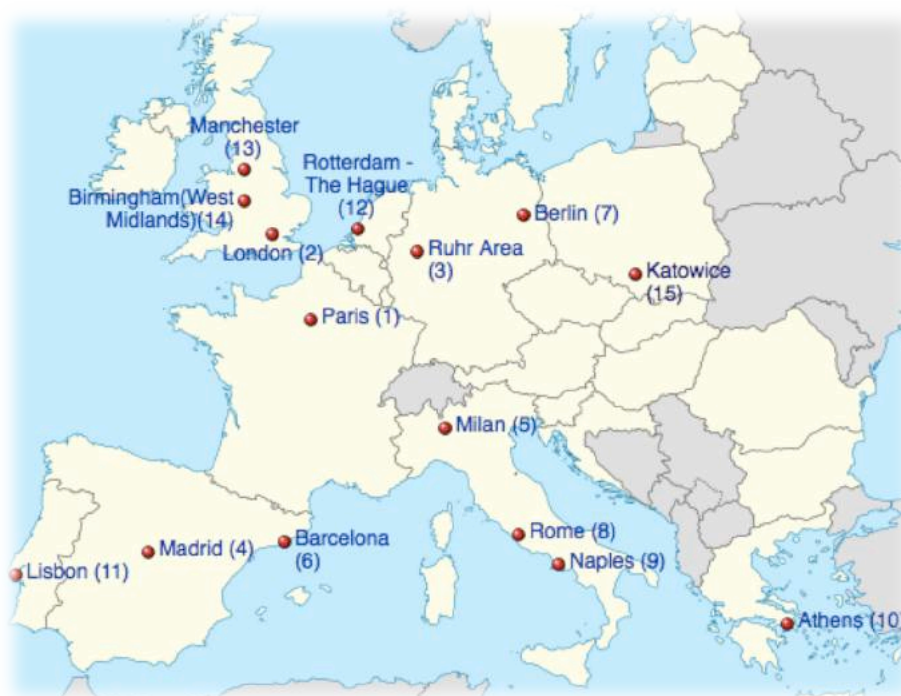 Manchester
(13)
Rotterdam -
The Hague
(12)
Birmingham(West
Midlands)(14)
London (2)
Berlin (7)
Ruhr Area
(3)
Katowice
(15)
Paris (1)
Milan (5)
Rome (8)
Naples (9)
Barcelona
(6)
Madrid (4)
Lisbon (11)
Athens (10)